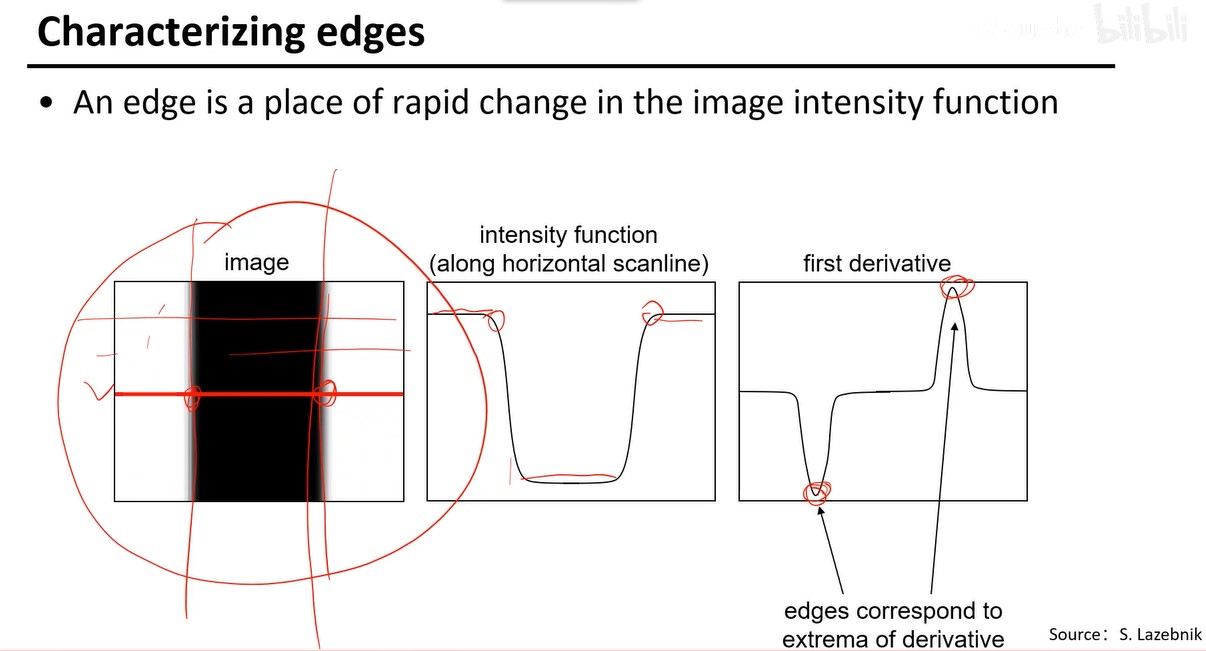 Characterizing edges
bilibili
• An edge is a place of rapid change in the image intensity function
image
intensity function
(along horizontal scanline)
first derivative
edges correspond to
extrema of derivative
Source: S. Lazebnik